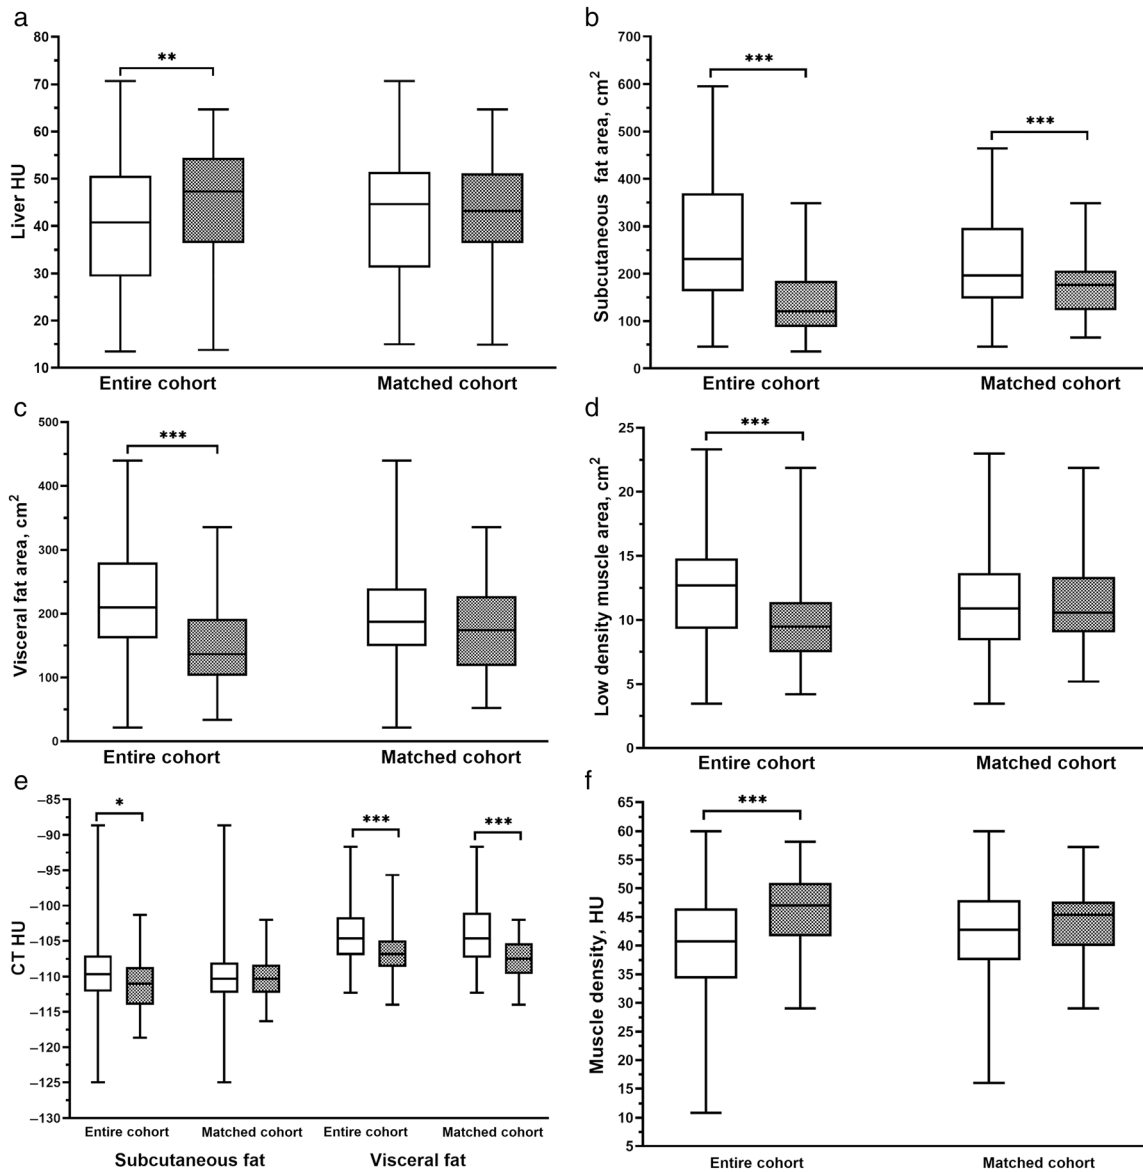 a
80
70
60
50
40
30
20
10
Liver HU
**
Entire cohort
Matched cohort
b
700
600
500
400
300
200
100
0
Subcutaneous fat area, cm²
***
***
Entire cohort
Matched cohort
c
500
400
300
200
100
0
Visceral fat area, cm²
***
Entire cohort
Matched cohort
d
25
20
15
10
5
0
Low density muscle area, cm²
***
Entire cohort
Matched cohort
e
–85
–90
–95
–100
–105
–110
–115
–120
–125
–130
CT HU
*
***
***
Entire cohort
Matched cohort
Entire cohort
Matched cohort
Subcutaneous fat
Visceral fat
f
65
60
55
50
45
40
35
30
25
20
15
10
5
Muscle density, HU
***
Entire cohort
Matched cohort